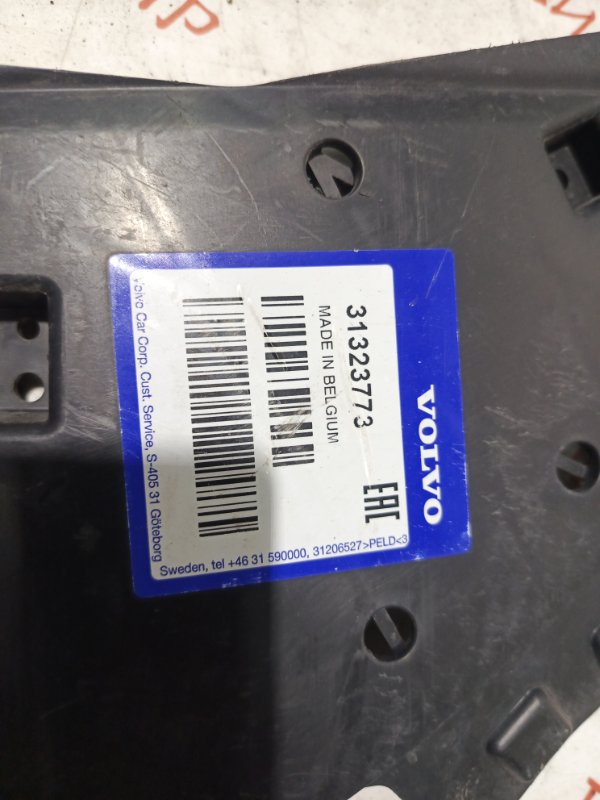 VOLVO
31323773
MADE IN BELGIUM
EAC
Volvo Car Corp. Cust. Service, S-405 31 Göteborg
Sweden, tel +46 31 590000, 31206527>PELD<3